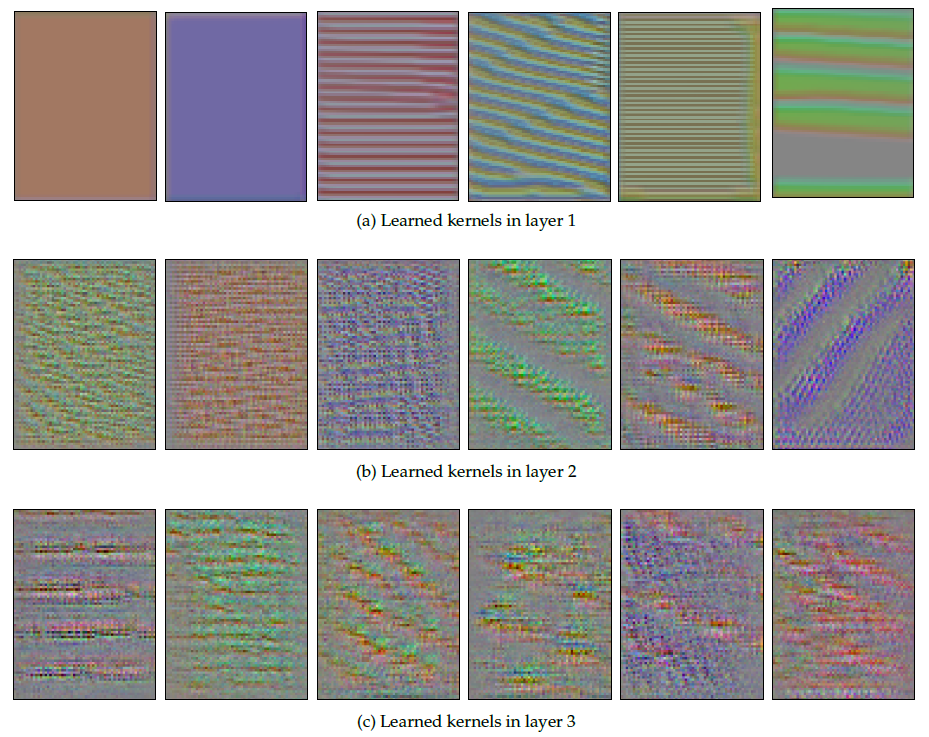 (a) Learned kernels in layer 1
(b) Learned kernels in layer 2
(c) Learned kernels in layer 3